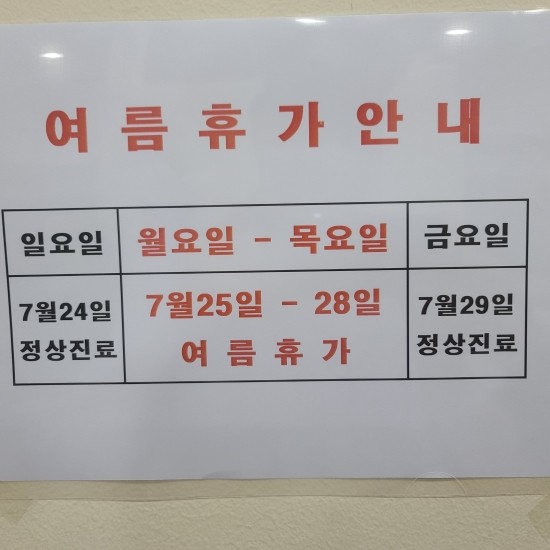 여름휴가안내
일요일 월요일 - 목요일 금요일
7월24일 7월25일 - 28일 7월29일
정상진료 여름휴가 정상진료